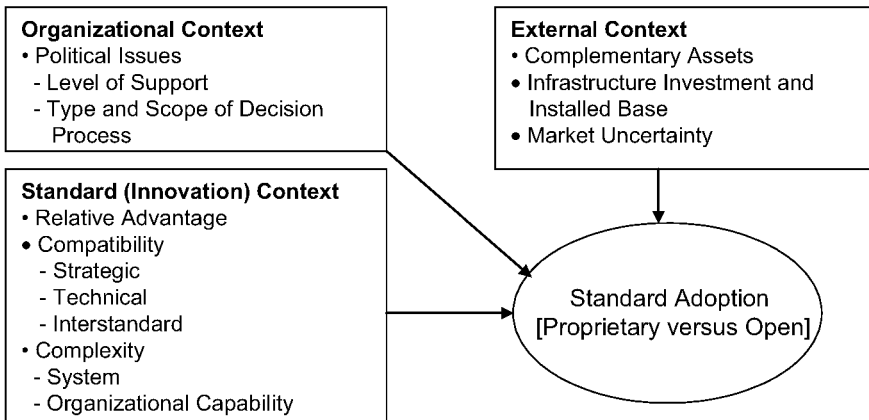 Organizational Context
• Political Issues
- Level of Support
- Type and Scope of Decision
Process
External Context
• Complementary Assets
• Infrastructure Investment and
Installed Base
• Market Uncertainty
Standard (Innovation) Context
• Relative Advantage
• Compatibility
- Strategic
- Technical
- Interstandard
• Complexity
- System
- Organizational Capability
Standard Adoption
[Proprietary versus Open]